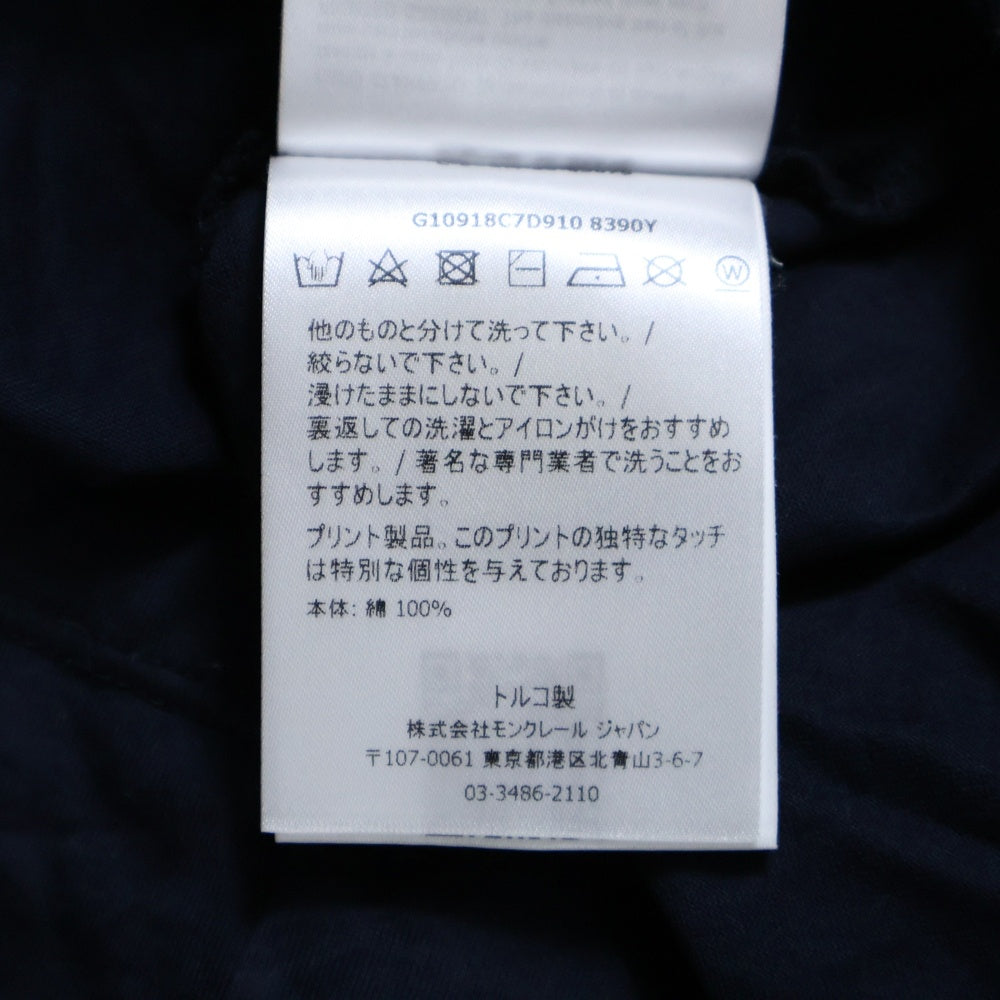 G10918C7D910 8390Y
W
他のものと分けて洗って下さい。/
絞らないで下さい。/
浸けたままにしないで下さい。/
裏返しての洗濯とアイロンがけをおすすめ
します。/ 著名な専門業者で洗うことをお
すすめします。
プリント製品。このプリントの独特なタッチ
は特別な個性を与えております。
本体: 綿 100%
トルコ製
株式会社モンクレール ジャパン
〒107-0061 東京都港区北青山3-6-7
03-3486-2110